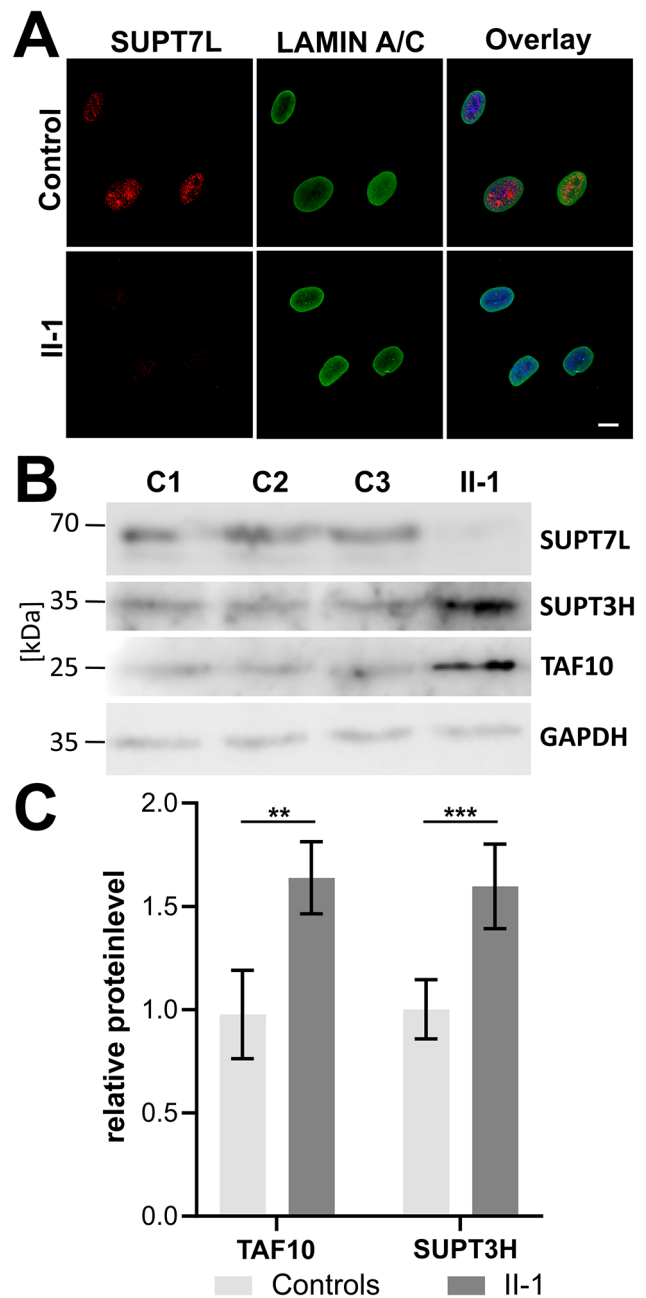 A
SUPT7L LAMIN A/C Overlay
Control
II-1
B
C1 C2 C3 II-1
70
SUPT7L
35
SUPT3H
[kDa]
25
TAF10
35
GAPDH
C
2.0
** ***
1.5
1.0
0.5
0.0
relative proteinlevel
TAF10 SUPT3H
Controls II-1